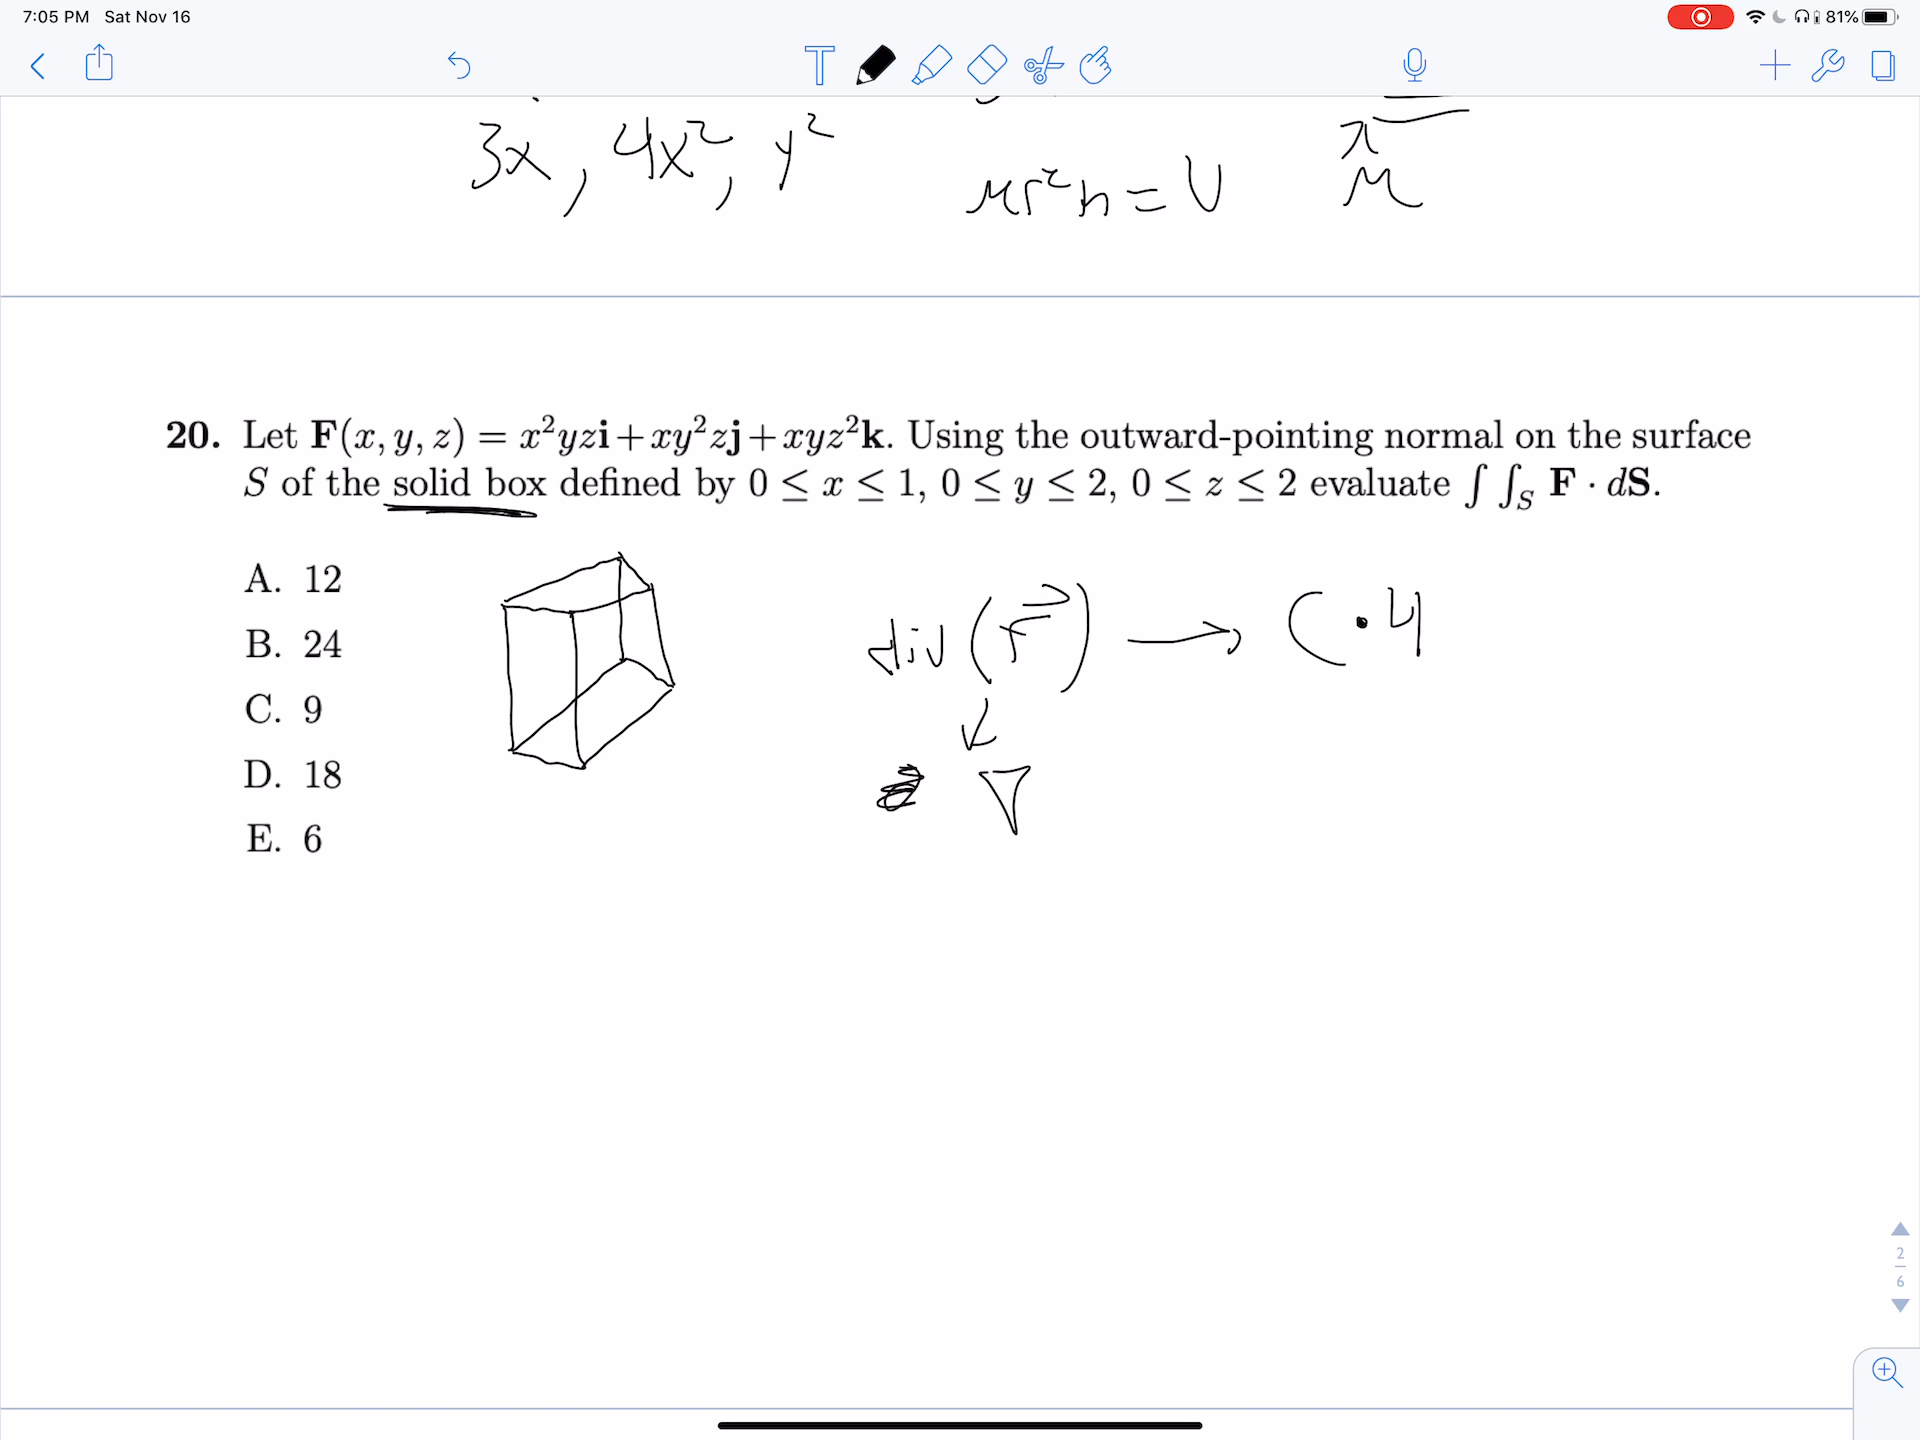 7:05 PM Sat Nov 16 81%
3x, 4x², y²
πr²h = V
π
20. Let F(x, y, z) = x²yzi + xy²zj + xyz²k. Using the outward-pointing normal on the surface
S of the solid box defined by 0 ≤ x ≤ 1, 0 ≤ y ≤ 2, 0 ≤ z ≤ 2 evaluate ∫∫_S F · dS.
A. 12
B. 24
C. 9
D. 18
E. 6
div(F⃗) → C · 4
∇
2
6